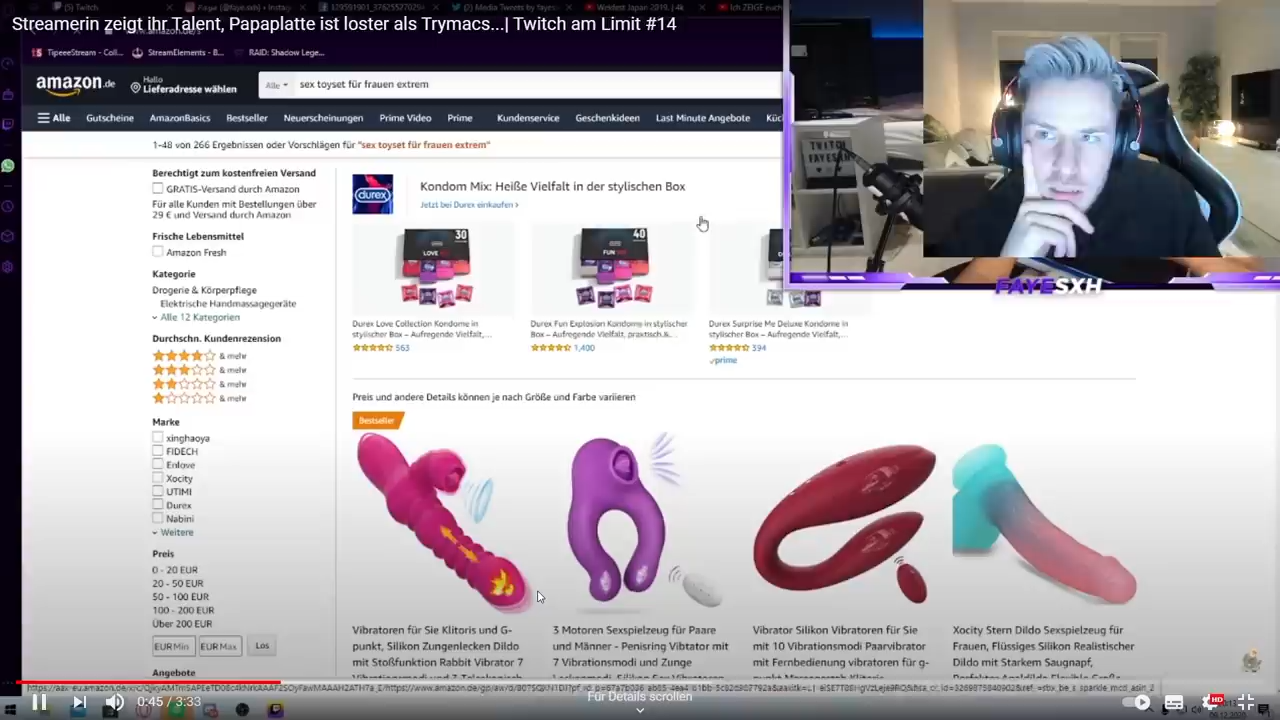 Streamerin zeigt ihr Talent, Papaplatte ist loster als Trymacs...| Twitch am Limit #14
TipeeeStream - Coll...
StreamElements - B...
RAID: Shadow Lege...
amazon.de
Hallo
Lieferadresse wählen
Alle
sex toyset für frauen extrem
Alle
Gutscheine
AmazonBasics
Bestseller
Neuerscheinungen
Prime Video
Prime
Kundenservice
Geschenkideen
Last Minute Angebote
1-48 von 266 Ergebnissen oder Vorschlägen für "sex toyset für frauen extrem"
Berechtigt zum kostenfreien Versand
GRATIS-Versand durch Amazon
Für alle Kunden mit Bestellungen über
29 € und Versand durch Amazon
Frische Lebensmittel
Amazon Fresh
Kategorie
Drogerie & Körperpflege
Elektrische Handmassagegeräte
Alle 12 Kategorien
Durchschn. Kundenrezension
& mehr
& mehr
& mehr
& mehr
Marke
xinghaoya
FIDECH
Enlove
Xocity
UTIMI
Durex
Nabini
Weitere
Preis
0 - 20 EUR
20 - 50 EUR
50 - 100 EUR
100 - 200 EUR
Über 200 EUR
EUR Min
EUR Max
Los
Angebote
durex
Kondom Mix: Heiße Vielfalt in der stylischen Box
Jetzt bei Durex einkaufen
30
LOVE
40
FUN
Durex Love Collection Kondome in
stylischer Box – Aufregende Vielfalt,...
563
Durex Fun Explosion Kondome in stylischer
Box – Aufregende Vielfalt, praktisch &...
1,400
Durex Surprise Me Deluxe Kondome in
stylischer Box – Aufregende Vielfalt,...
394
prime
TWITCH
FAYESXH
FAYESXH
Preis und andere Details können je nach Größe und Farbe variieren
Bestseller
Vibratoren für Sie Klitoris und G-
punkt, Silikon Zungenlecken Dildo
mit Stoßfunktion Rabbit Vibrator 7
3 Motoren Sexspielzeug für Paare
und Männer - Penisring Vibtator mit
7 Vibrationsmodi und Zunge
Vibrator Silikon Vibratoren für Sie
mit 10 Vibrationsmodi Paarvibrator
mit Fernbedienung vibratoren für g-
Xocity Stern Dildo Sexspielzeug für
Frauen, Flüssiges Silikon Realistischer
Dildo mit Starkem Saugnapf,
Für Details scrollen
0:45 / 3:33
HD